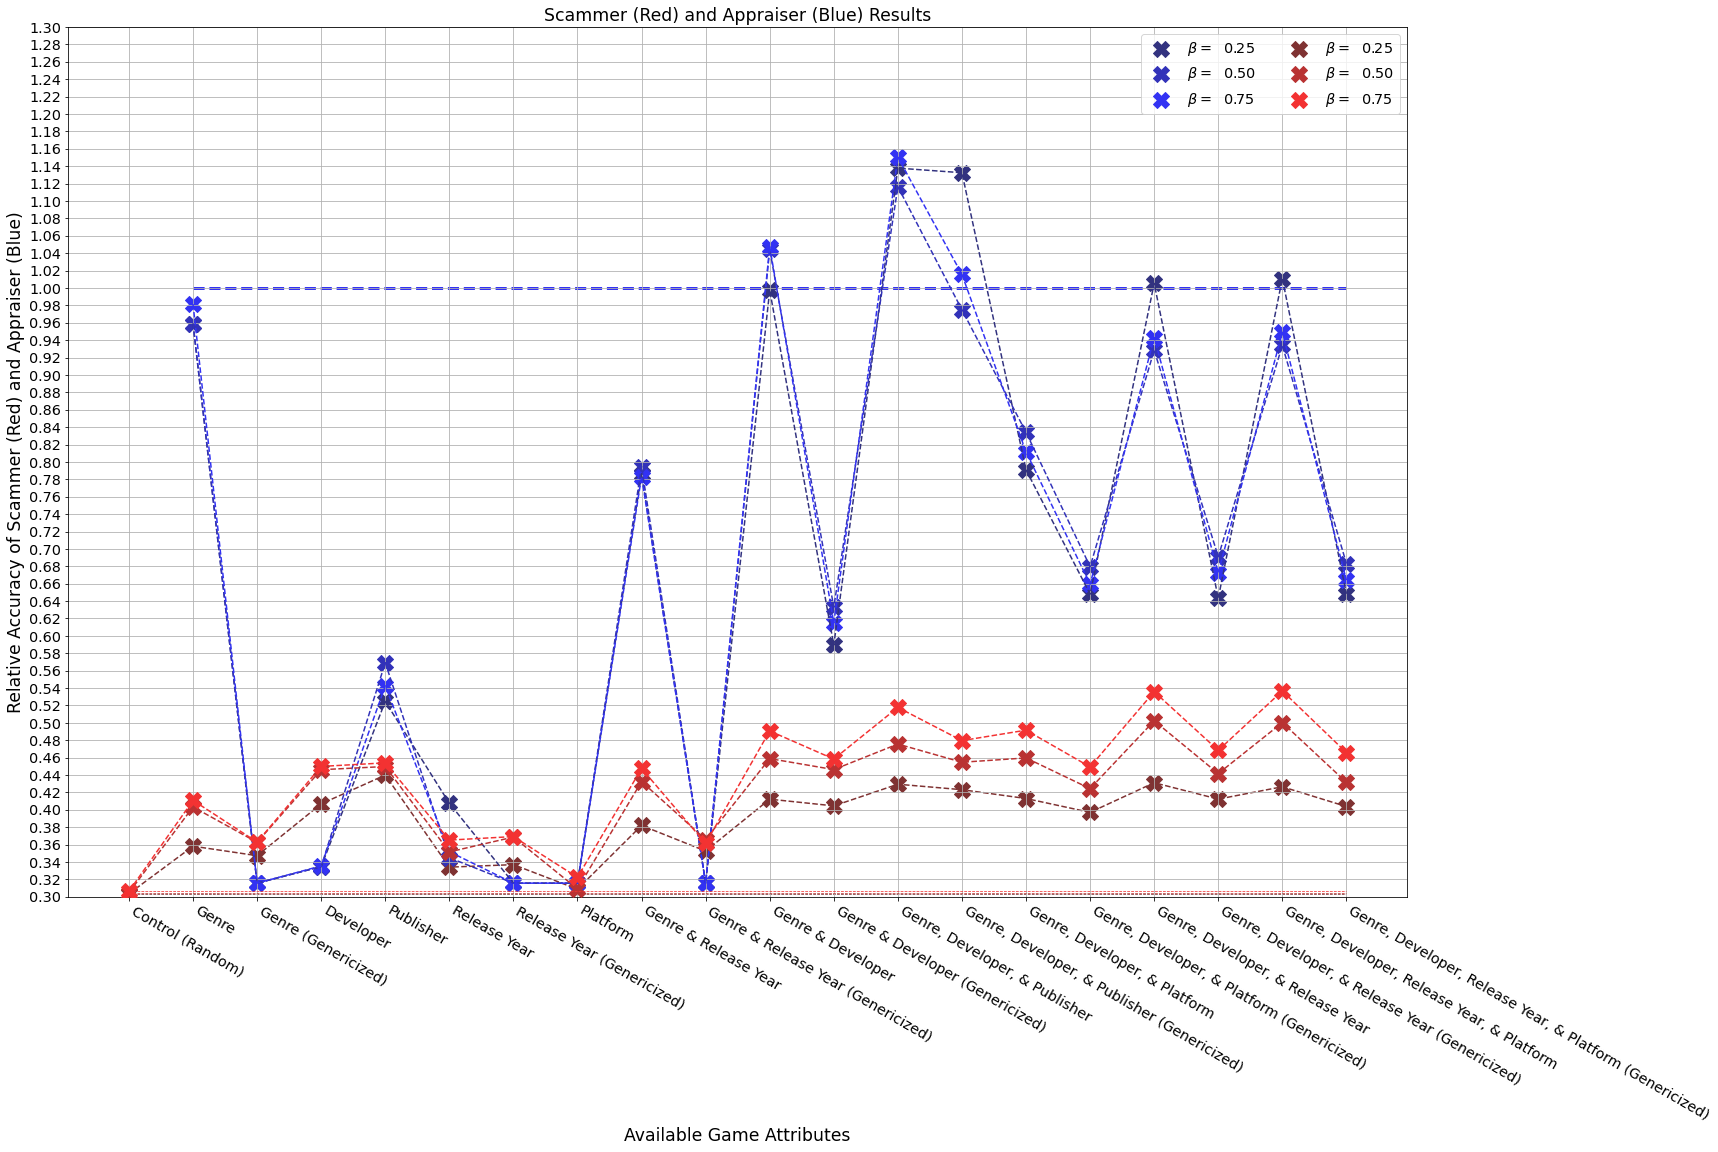 Scammer (Red) and Appraiser (Blue) Results
Relative Accuracy of Scammer (Red) and Appraiser (Blue)
1.30
1.28
1.26
1.24
1.22
1.20
1.18
1.16
1.14
1.12
1.10
1.08
1.06
1.04
1.02
1.00
0.98
0.96
0.94
0.92
0.90
0.88
0.86
0.84
0.82
0.80
0.78
0.76
0.74
0.72
0.70
0.68
0.66
0.64
0.62
0.60
0.58
0.56
0.54
0.52
0.50
0.48
0.46
0.44
0.42
0.40
0.38
0.36
0.34
0.32
0.30
β = 0.25
β = 0.50
β = 0.75
β = 0.25
β = 0.50
β = 0.75
Control (Random)
Genre
Genre (Genericized)
Developer
Publisher
Release Year
Release Year (Genericized)
Platform
Genre & Release Year
Genre & Release Year (Genericized)
Genre & Developer
Genre & Developer (Genericized)
Genre, Developer, & Publisher
Genre, Developer, & Publisher (Genericized)
Genre, Developer, & Platform
Genre, Developer, & Platform (Genericized)
Genre, Developer, & Release Year
Genre, Developer, & Release Year (Genericized)
Genre, Developer, Release Year, & Platform
Genre, Developer, Release Year, & Platform (Genericized)
Available Game Attributes